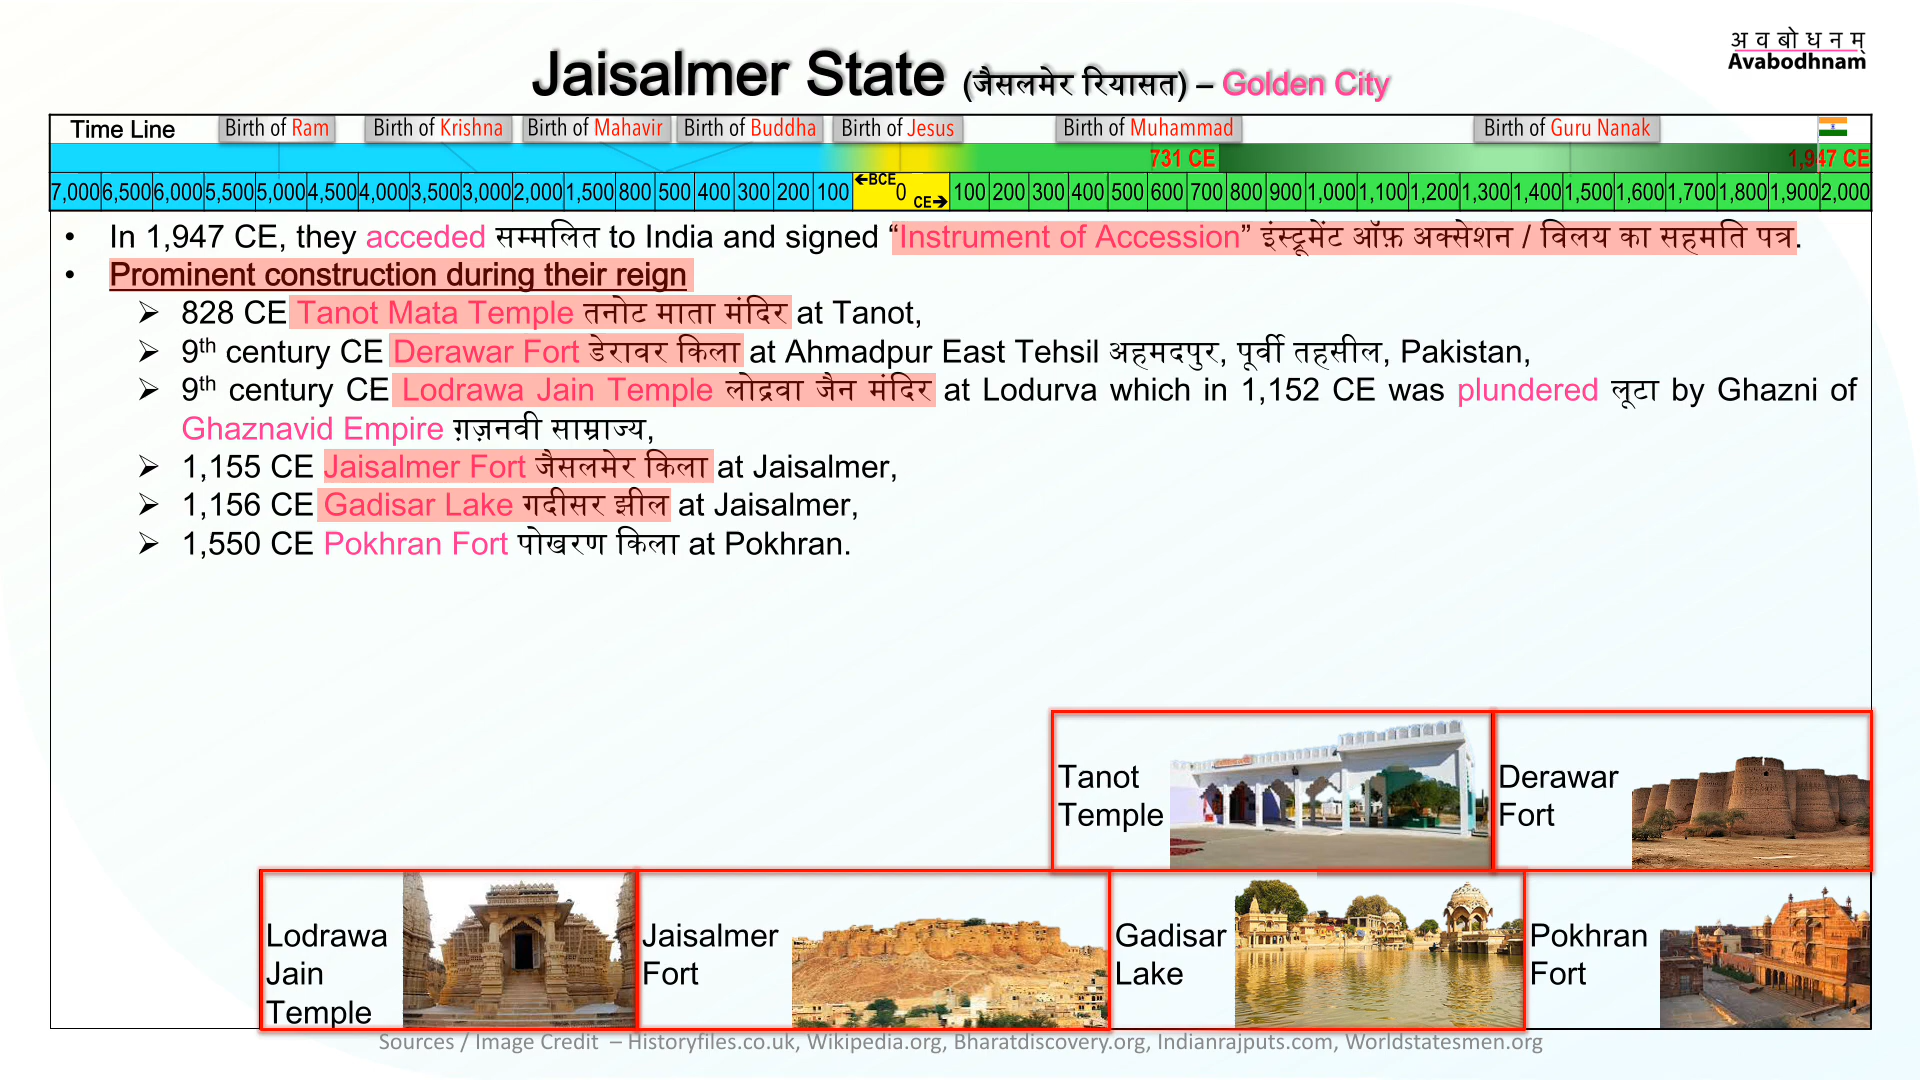 अ व बो ध न म्
Avabodhnam
Jaisalmer State (जैसलमेर रियासत) – Golden City
Time Line Birth of Ram Birth of Krishna Birth of Mahavir Birth of Buddha Birth of Jesus Birth of Muhammad Birth of Guru Nanak
731 CE 1,947 CE
7,000 6,500 6,000 5,500 5,000 4,500 4,000 3,500 3,000 2,000 1,500 800 500 400 300 200 100 ←BCE 0 CE→ 100 200 300 400 500 600 700 800 900 1,000 1,100 1,200 1,300 1,400 1,500 1,600 1,700 1,800 1,900 2,000
• In 1,947 CE, they acceded सम्मलित to India and signed “Instrument of Accession” इंस्ट्रूमेंट ऑफ़ अक्सेशन / विलय का सहमति पत्र.
• Prominent construction during their reign
➢ 828 CE Tanot Mata Temple तनोट माता मंदिर at Tanot,
➢ 9th century CE Derawar Fort डेरावर किला at Ahmadpur East Tehsil अहमदपुर, पूर्वी तहसील, Pakistan,
➢ 9th century CE Lodrawa Jain Temple लोद्रवा जैन मंदिर at Lodurva which in 1,152 CE was plundered लूटा by Ghazni of
Ghaznavid Empire ग़ज़नवी साम्राज्य,
➢ 1,155 CE Jaisalmer Fort जैसलमेर किला at Jaisalmer,
➢ 1,156 CE Gadisar Lake गदीसर झील at Jaisalmer,
➢ 1,550 CE Pokhran Fort पोखरण किला at Pokhran.
Tanot
Temple
Derawar
Fort
Lodrawa
Jain
Temple
Jaisalmer
Fort
Gadisar
Lake
Pokhran
Fort
Sources / Image Credit – Historyfiles.co.uk, Wikipedia.org, Bharatdiscovery.org, Indianrajputs.com, Worldstatesmen.org